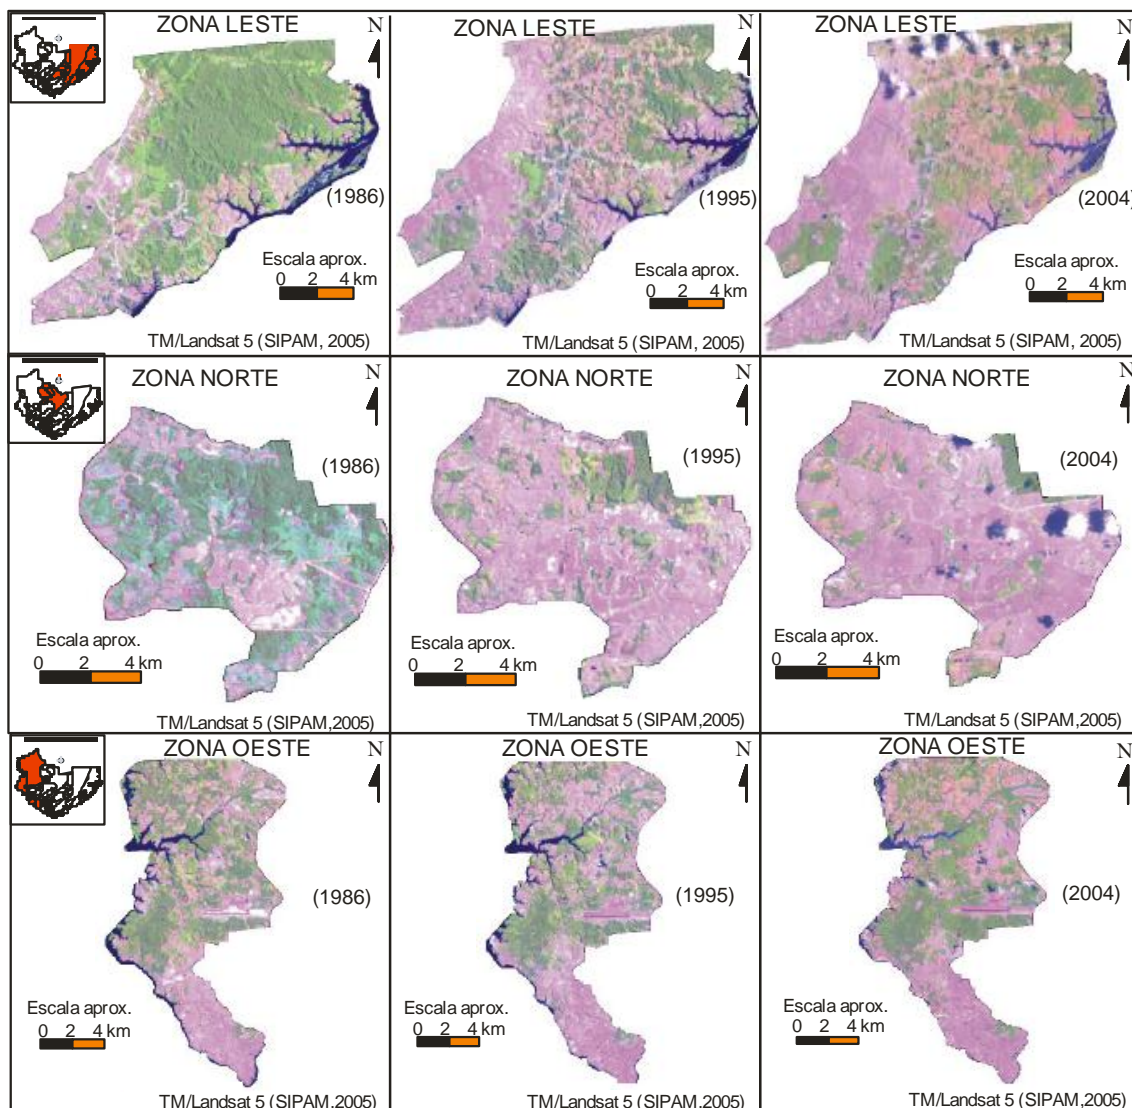 ZONA LESTE
N
(1986)
Escala aprox.
0 2 4 km
TM/Landsat 5 (SIPAM, 2005)
ZONA LESTE
N
(1995)
Escala aprox.
0 2 4 km
TM/Landsat 5 (SIPAM, 2005)
ZONA LESTE
N
(2004)
Escala aprox.
0 2 4 km
TM/Landsat 5 (SIPAM, 2005)
ZONA NORTE
N
(1986)
Escala aprox.
0 2 4 km
TM/Landsat 5 (SIPAM,2005)
ZONA NORTE
N
(1995)
Escala aprox.
0 2 4 km
TM/Landsat 5 (SIPAM,2005)
ZONA NORTE
N
(2004)
Escala aprox.
0 2 4 km
TM/Landsat 5 (SIPAM,2005)
ZONA OESTE
N
(1986)
Escala aprox.
0 2 4 km
TM/Landsat 5 (SIPAM,2005)
ZONA OESTE
N
(1995)
Escala aprox.
0 2 4 km
TM/Landsat 5 (SIPAM,2005)
ZONA OESTE
N
(2004)
Escala aprox.
0 2 4 km
TM/Landsat 5 (SIPAM,2005)